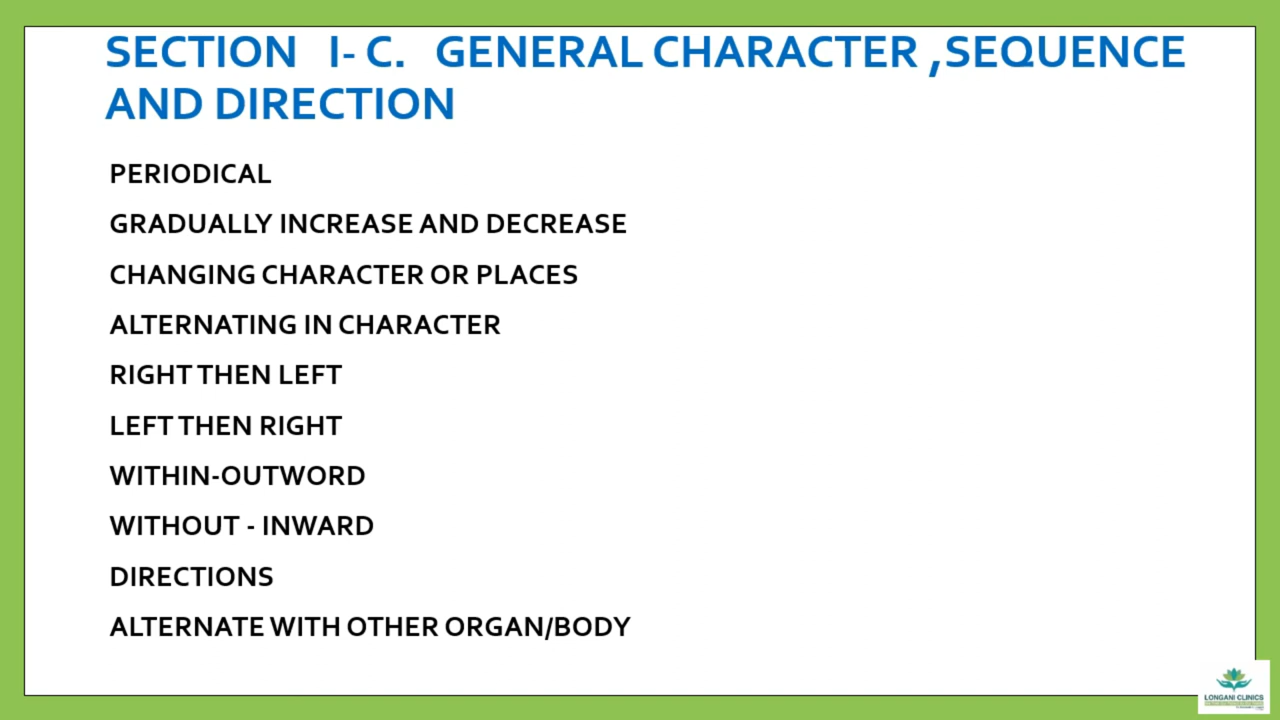 SECTION I- C. GENERAL CHARACTER ,SEQUENCE
AND DIRECTION
PERIODICAL
GRADUALLY INCREASE AND DECREASE
CHANGING CHARACTER OR PLACES
ALTERNATING IN CHARACTER
RIGHT THEN LEFT
LEFT THEN RIGHT
WITHIN-OUTWORD
WITHOUT - INWARD
DIRECTIONS
ALTERNATE WITH OTHER ORGAN/BODY
LONGANI CLINICS